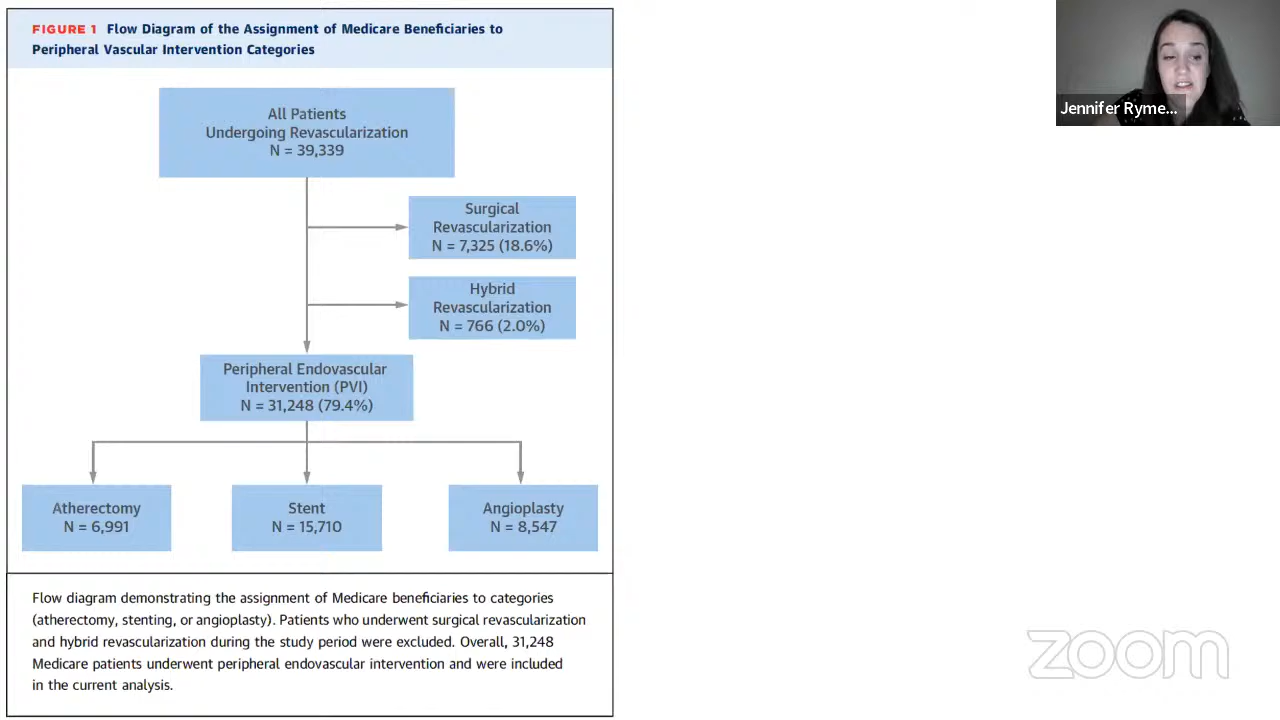 FIGURE 1 Flow Diagram of the Assignment of Medicare Beneficiaries to
Peripheral Vascular Intervention Categories
All Patients
Undergoing Revascularization
N = 39,339
Surgical
Revascularization
N = 7,325 (18.6%)
Hybrid
Revascularization
N = 766 (2.0%)
Peripheral Endovascular
Intervention (PVI)
N = 31,248 (79.4%)
Atherectomy
N = 6,991
Stent
N = 15,710
Angioplasty
N = 8,547
Flow diagram demonstrating the assignment of Medicare beneficiaries to categories
(atherectomy, stenting, or angioplasty). Patients who underwent surgical revascularization
and hybrid revascularization during the study period were excluded. Overall, 31,248
Medicare patients underwent peripheral endovascular intervention and were included
in the current analysis.
Jennifer Ryme...
zoom